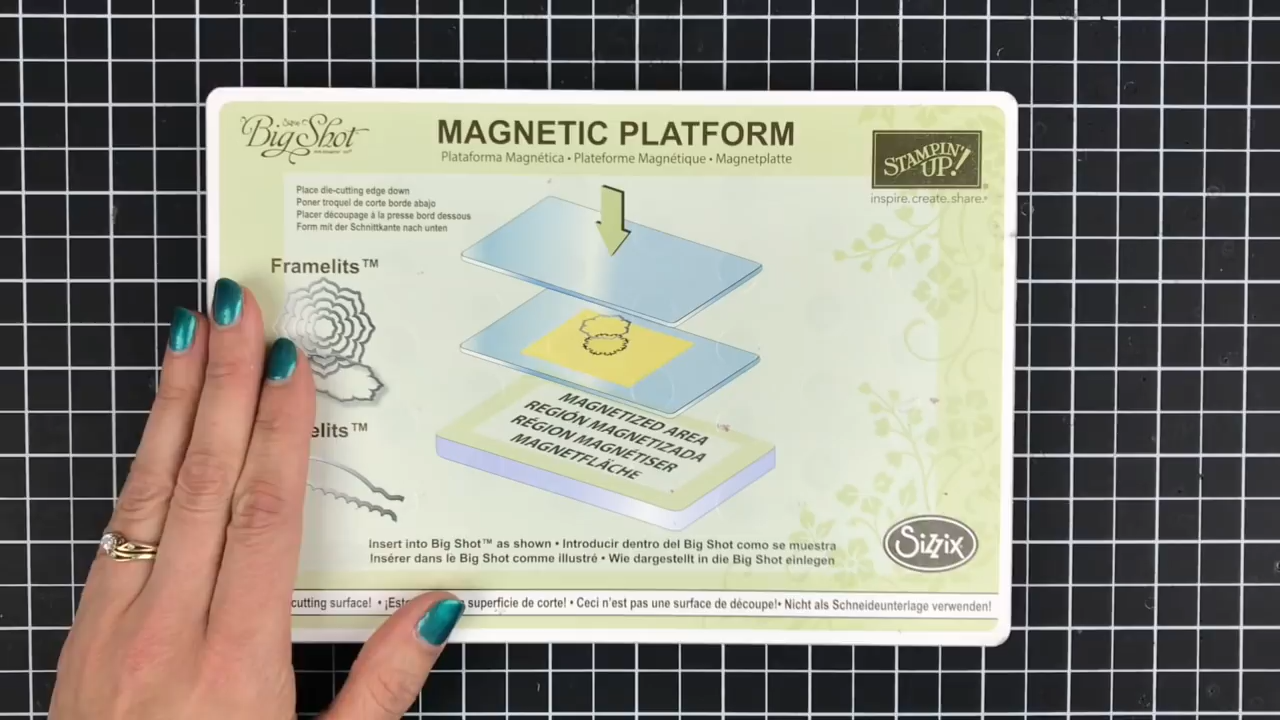 Big Shot
MAGNETIC PLATFORM
Plataforma Magnética • Plateforme Magnétique • Magnetplatte
STAMPIN' UP!
inspire.create.share.
Place die-cutting edge down
Poner troquel de corte borde abajo
Placer découpage à la presse bord dessous
Form mit der Schnittkante nach unten
Framelits™
elits™
MAGNETIZED AREA
REGIÓN MAGNETIZADA
RÉGION MAGNETISER
MAGNETFLÄCHE
Insert into Big Shot™ as shown • Introducir dentro del Big Shot como se muestra
Insérer dans le Big Shot comme illustré • Wie dargestellt in die Big Shot einlegen
Sizzix
cutting surface! • ¡Est superficie de corte! • Ceci n'est pas une surface de découpe!• Nicht als Schneideunterlage verwenden!